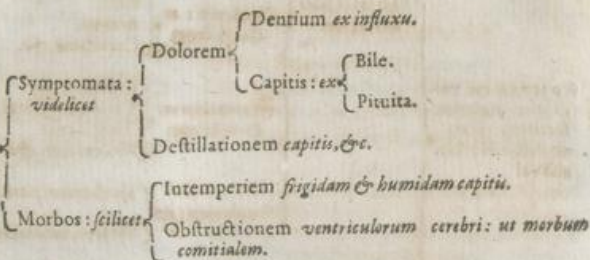 Dentium ex influxu.
Dolorem
Capitis: ex
Bile.
Pituita.
Symptomata:
videlicet
Destillationem capitis, &c.
Intemperiem frigidam & humidam capitis.
Morbos: scilicet
Obstructionem ventriculorum cerebri: ut morbum
comitialem.